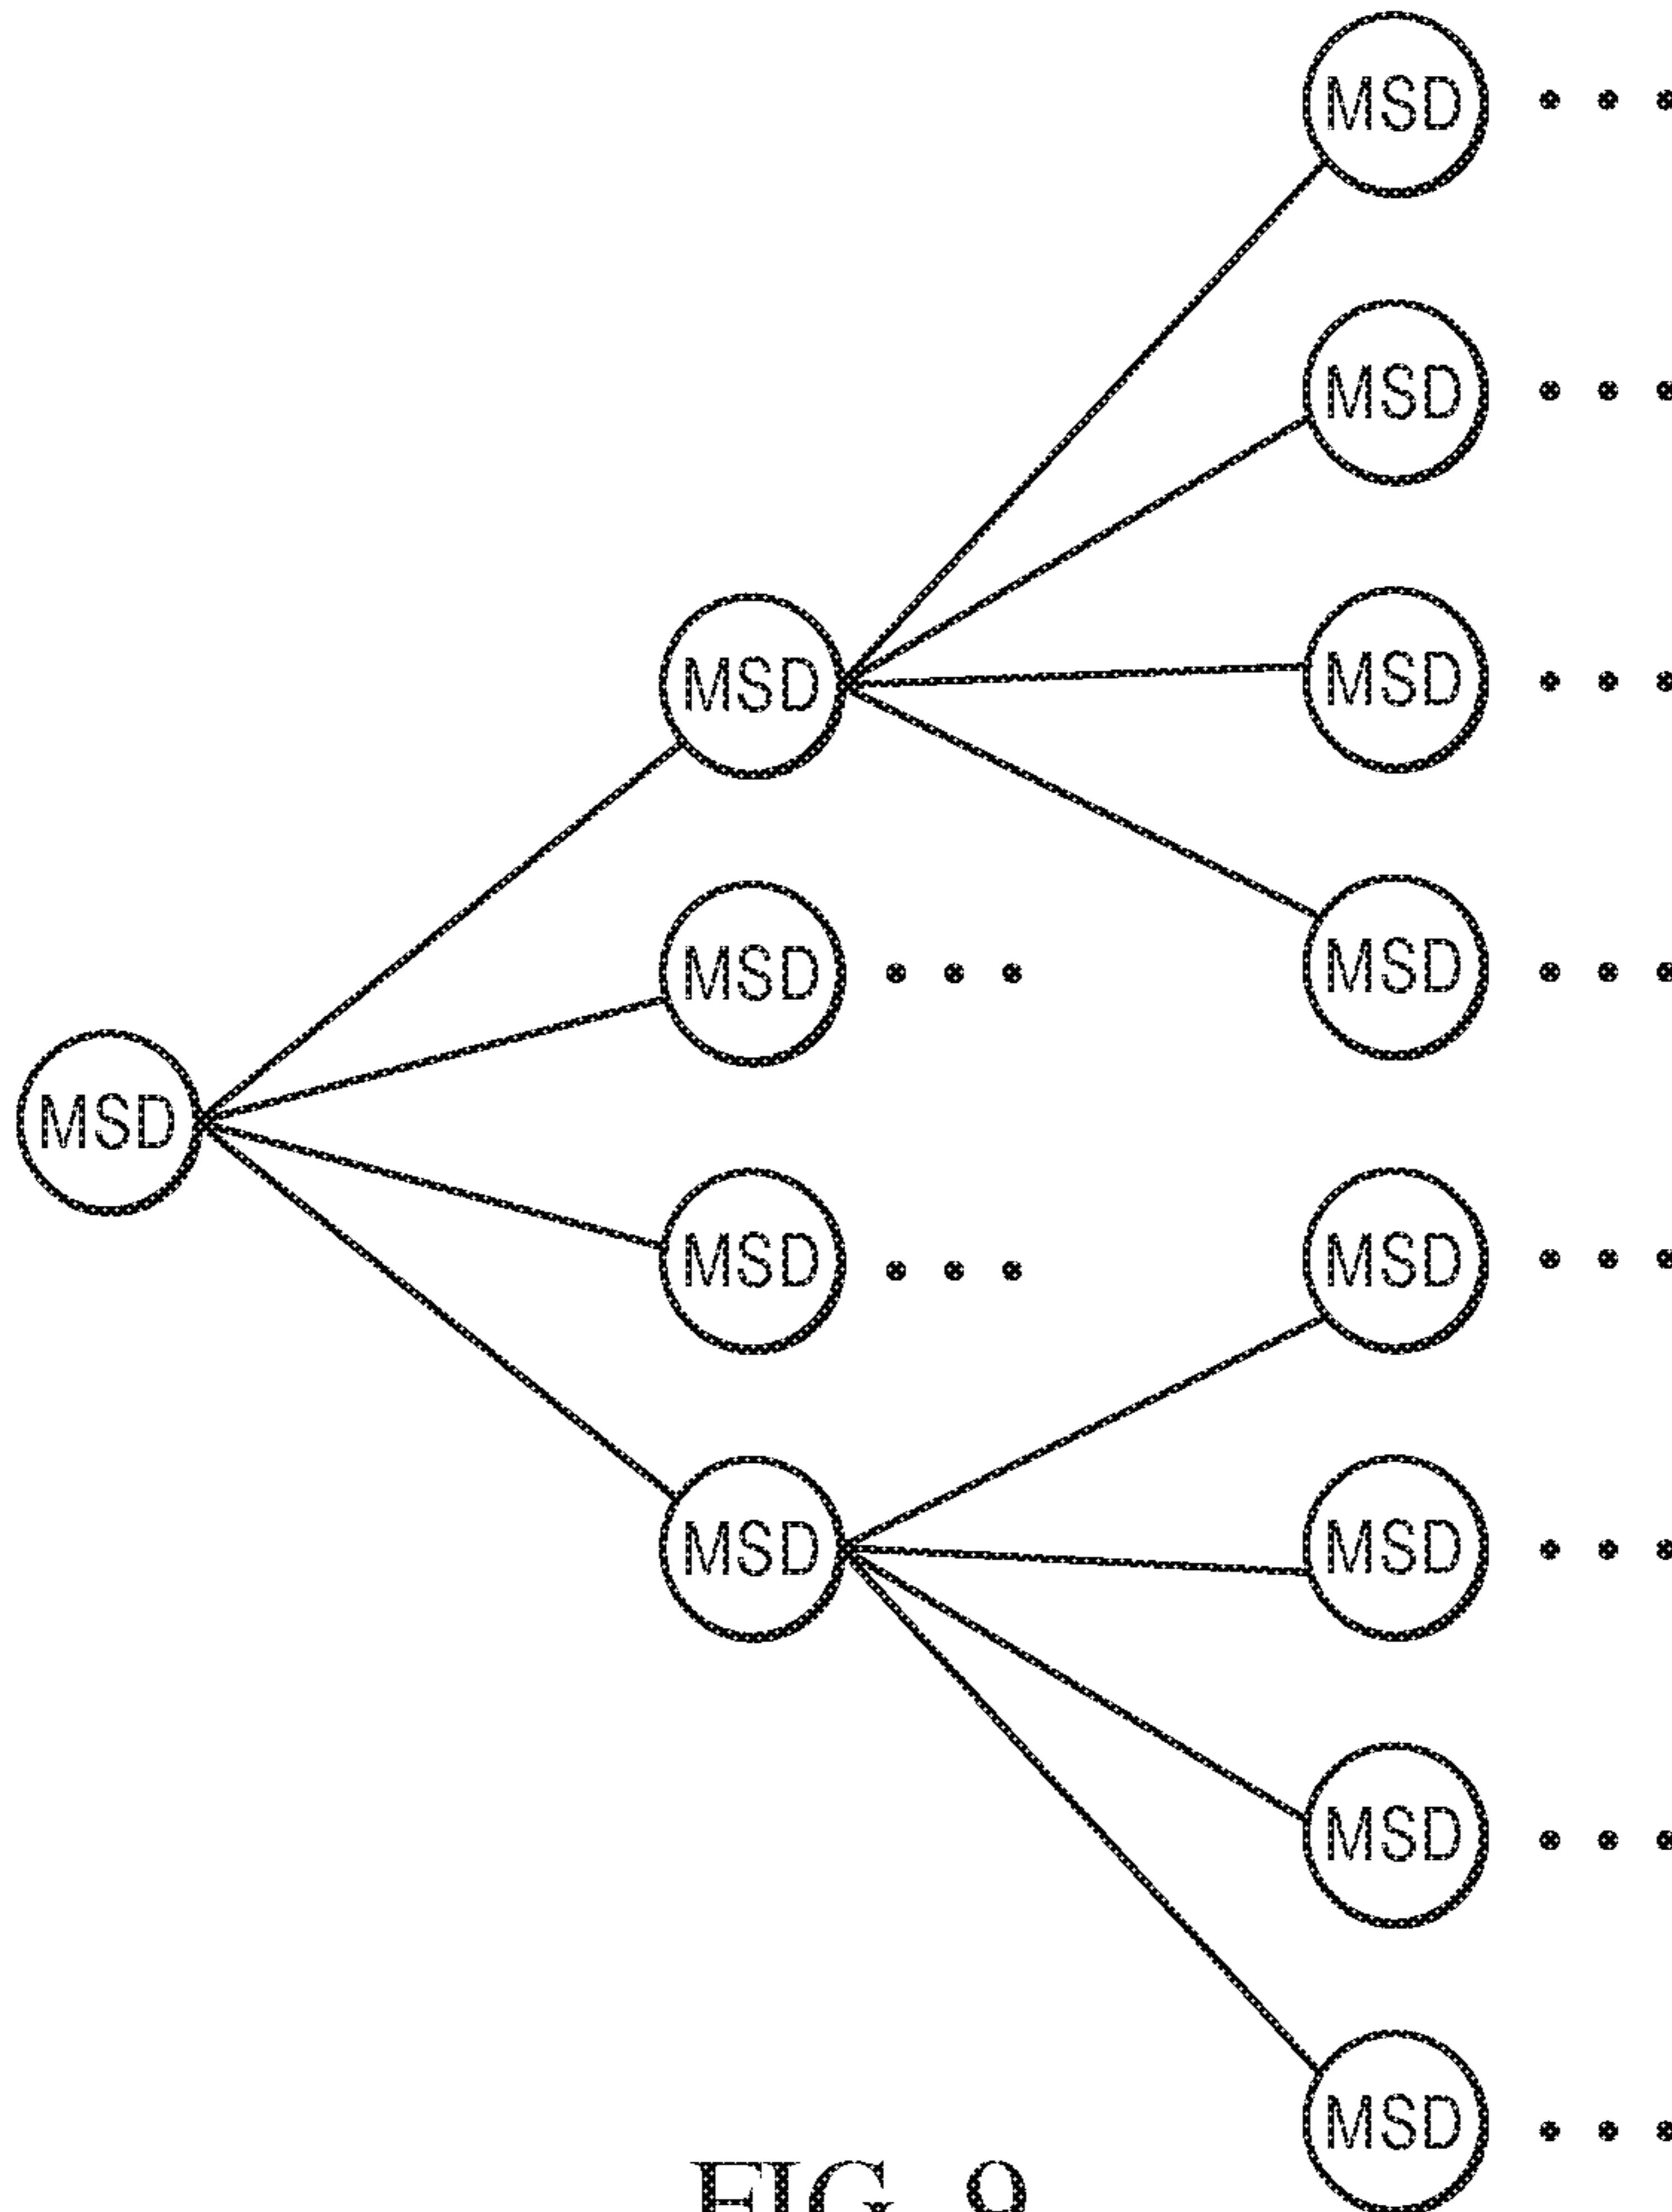 MSD . . .
MSD . . .
MSD MSD . . .
MSD . . . MSD . . .
MSD
MSD . . . MSD . . .
MSD MSD . . .
MSD . . .
MSD . . .
FIG. 9